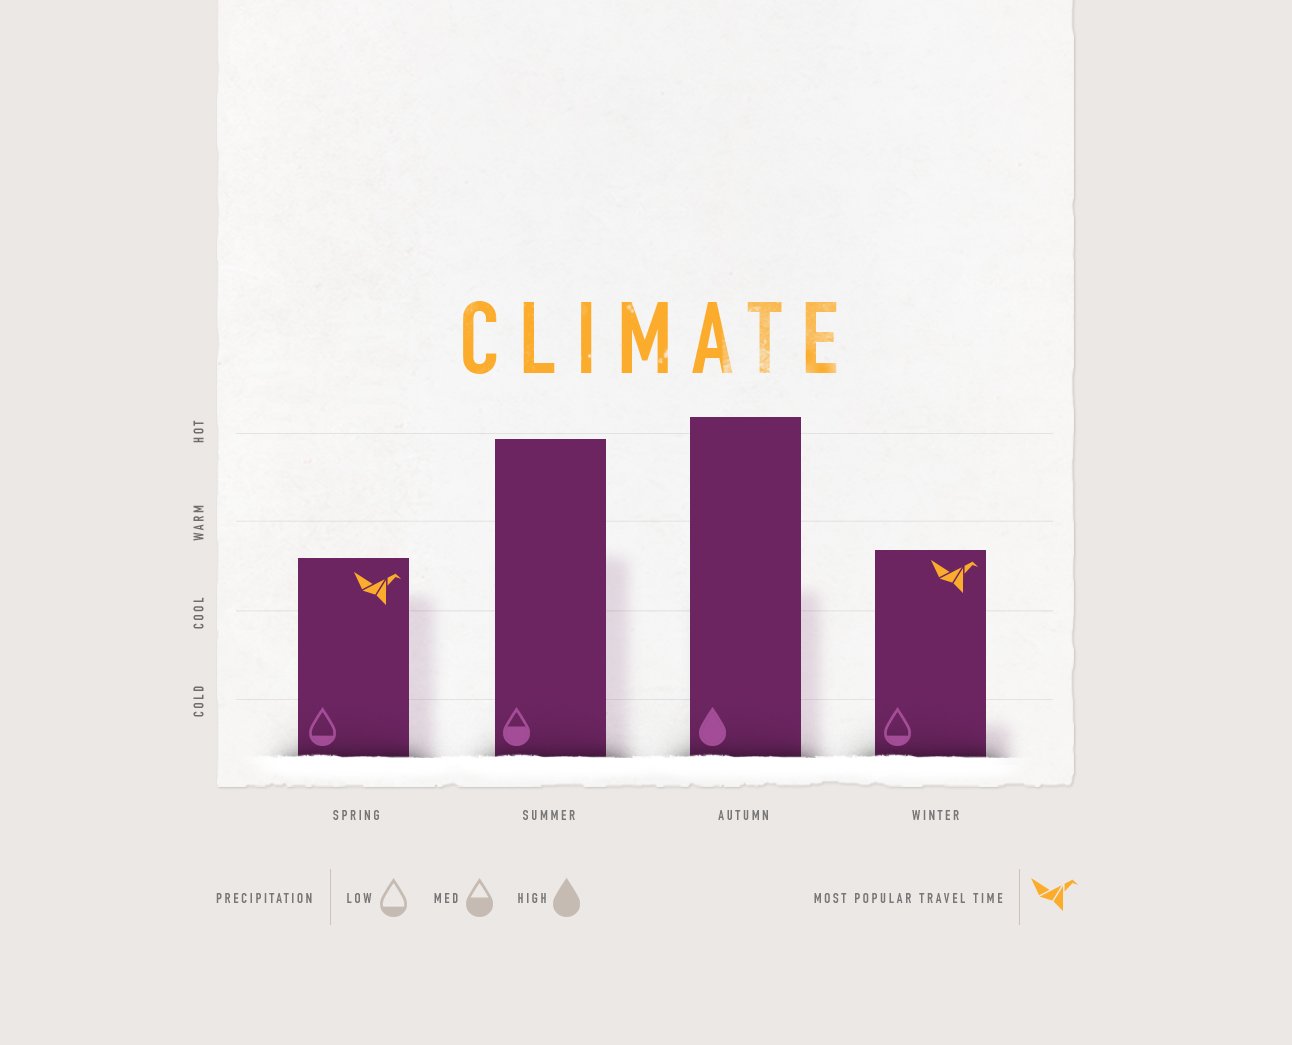 CLIMATE
HOT
WARM
COOL
COLD
SPRING SUMMER AUTUMN WINTER
PRECIPITATION LOW MED HIGH MOST POPULAR TRAVEL TIME